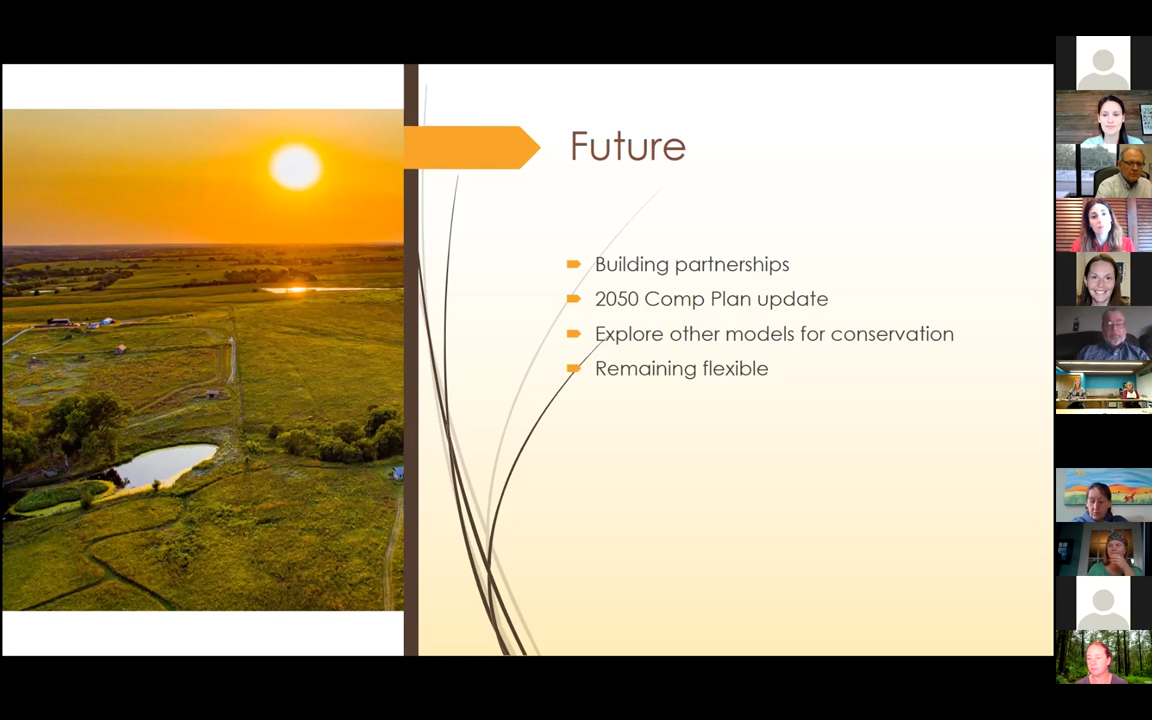 Future
Building partnerships
2050 Comp Plan update
Explore other models for conservation
Remaining flexible